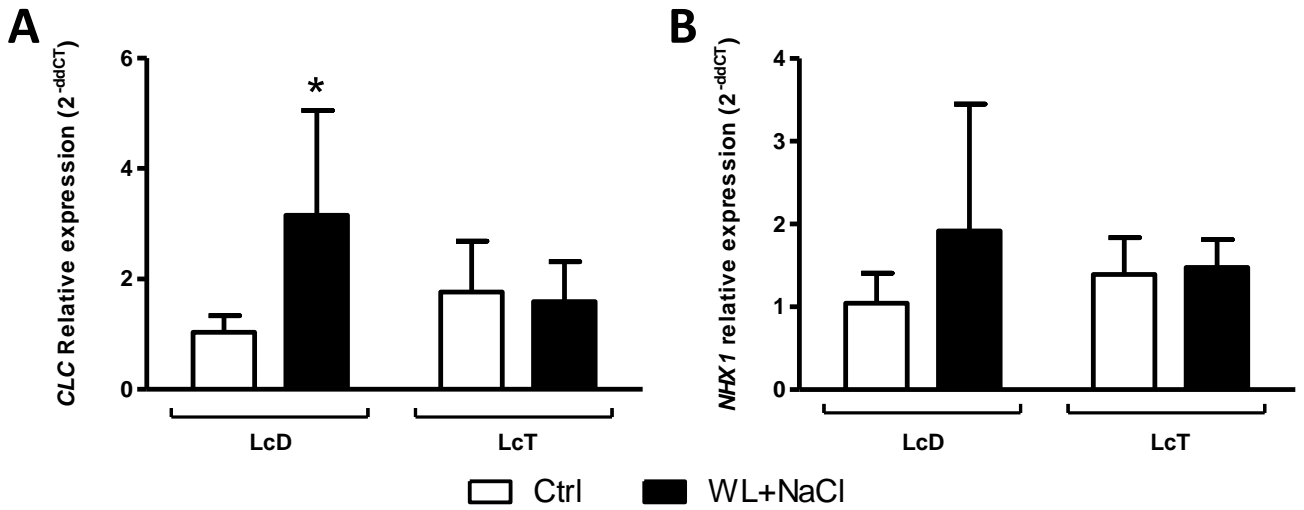 A
CLC Relative expression (2^-ddCT)
6
4
2
0
*
LcD
LcT
B
NHX1 relative expression (2^-ddCT)
4
3
2
1
0
LcD
LcT
Ctrl
WL+NaCl